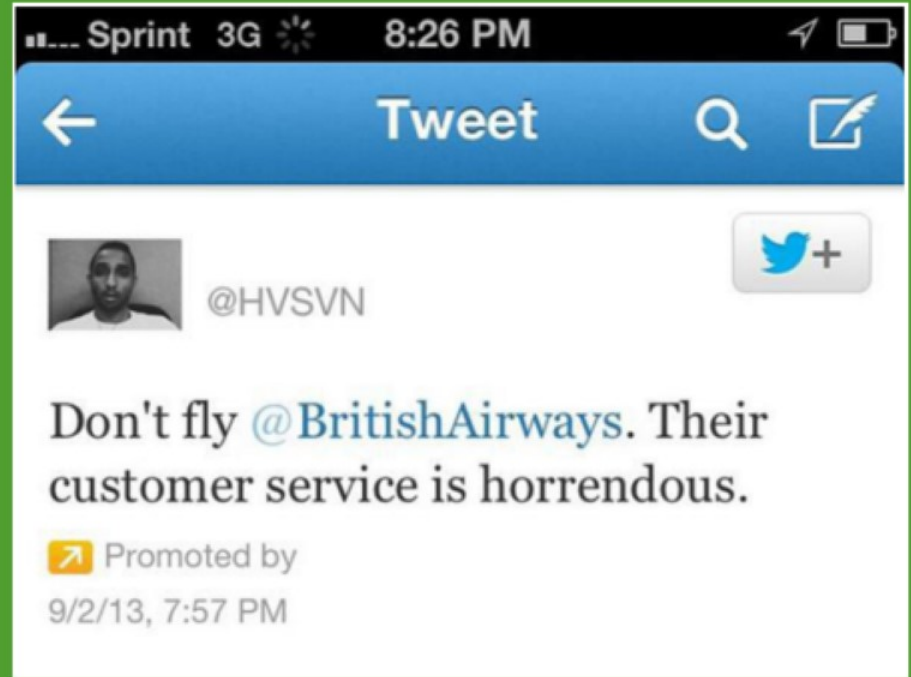 Sprint 3G 8:26 PM
Tweet
@HVSVN
Don't fly @BritishAirways. Their
customer service is horrendous.
Promoted by
9/2/13, 7:57 PM